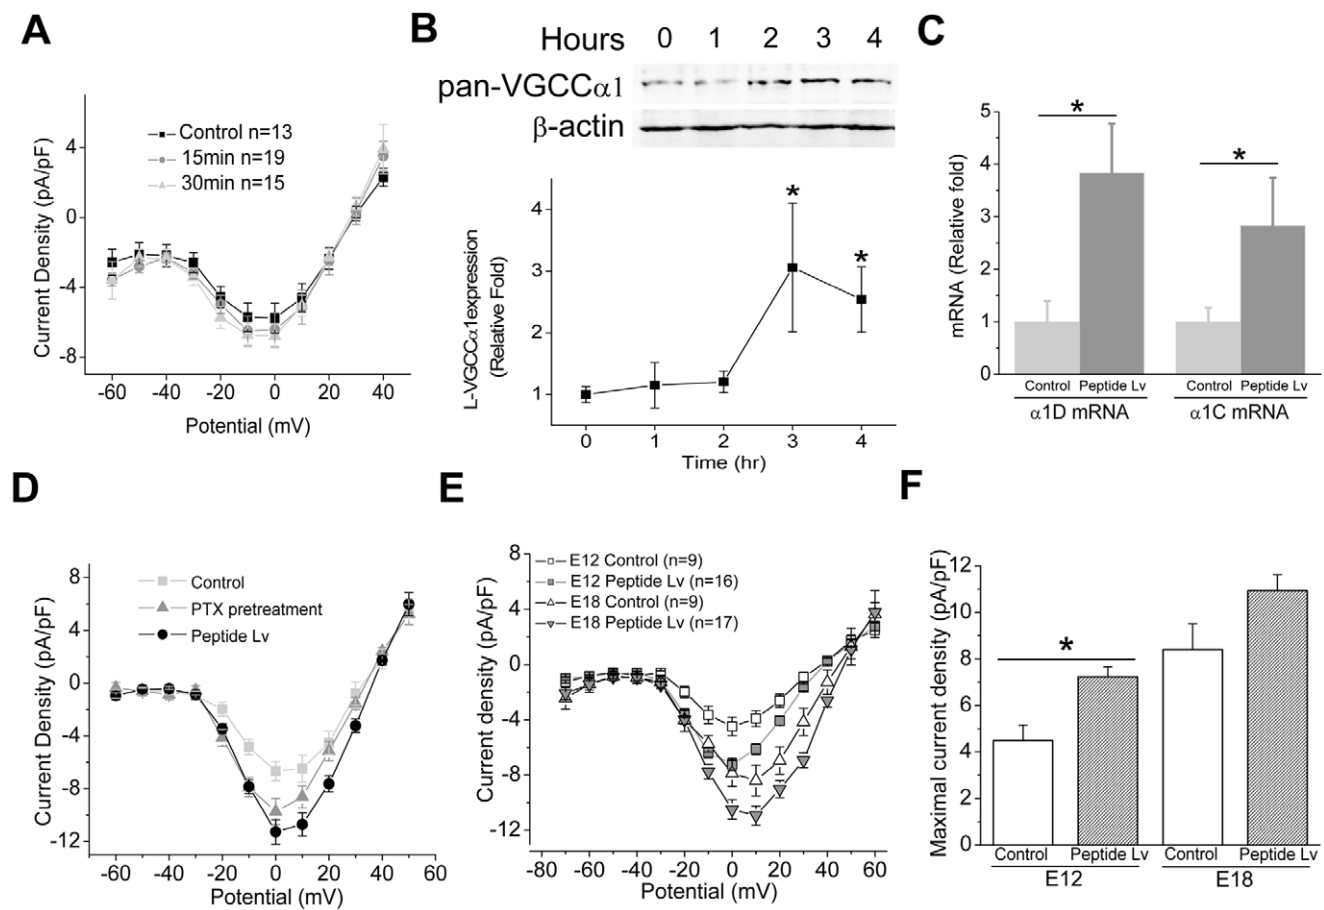 A
Control n=13
15min n=19
30min n=15
Current Density (pA/pF)
4
0
-4
-8
-60 -40 -20 0 20 40
Potential (mV)
B
Hours 0 1 2 3 4
pan-VGCCα1
β-actin
L-VGCCα1expression
(Relative Fold)
4
3
2
1
* *
0 1 2 3 4
Time (hr)
C
mRNA (Relative fold)
5
4
3
2
1
0
* *
Control Peptide Lv Control Peptide Lv
α1D mRNA α1C mRNA
D
Control
PTX pretreatment
Peptide Lv
Current Density (pA/pF)
8
4
0
-4
-8
-12
-60 -40 -20 0 20 40 60
Potential (mV)
E
E12 Control (n=9)
E12 Peptide Lv (n=16)
E18 Control (n=9)
E18 Peptide Lv (n=17)
Current density (pA/pF)
8
4
0
-4
-8
-12
-80 -60 -40 -20 0 20 40 60
Potential (mV)
F
Maximal current density (pA/pF)
12
10
8
6
4
2
0
*
Control Peptide Lv Control Peptide Lv
E12 E18